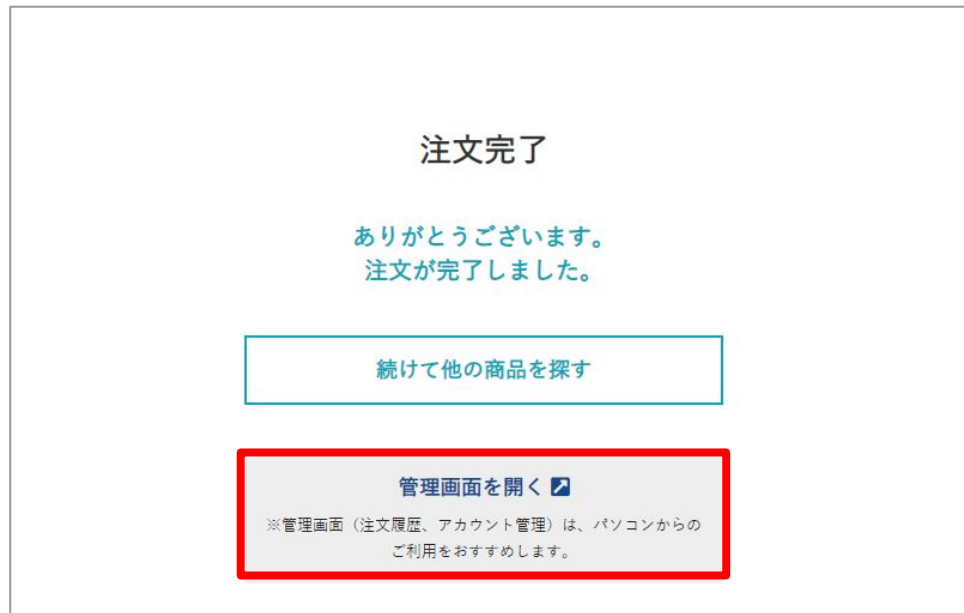 注文完了
ありがとうございます。
注文が完了しました。
続けて他の商品を探す
管理画面を開く
※管理画面（注文履歴、アカウント管理）は、パソコンからの
ご利用をおすすめします。